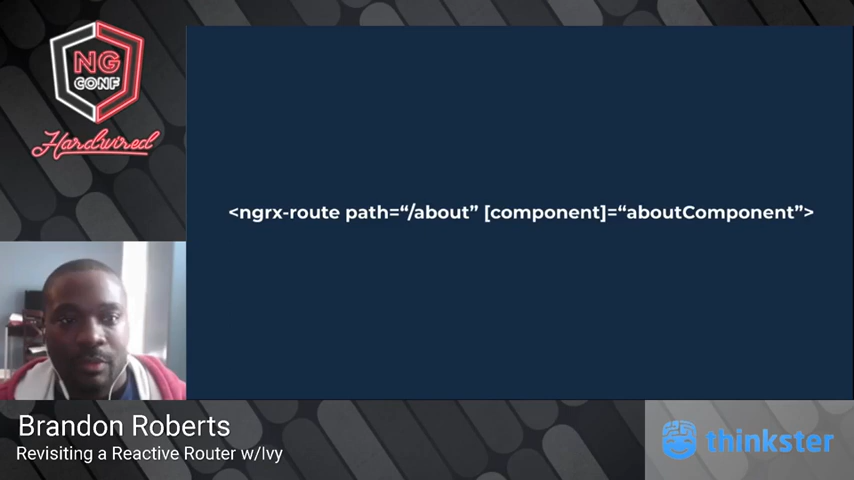 NG
CONF
Hardwired
<ngrx-route path=“/about” [component]=“aboutComponent”>
Brandon Roberts
Revisiting a Reactive Router w/Ivy
thinkster